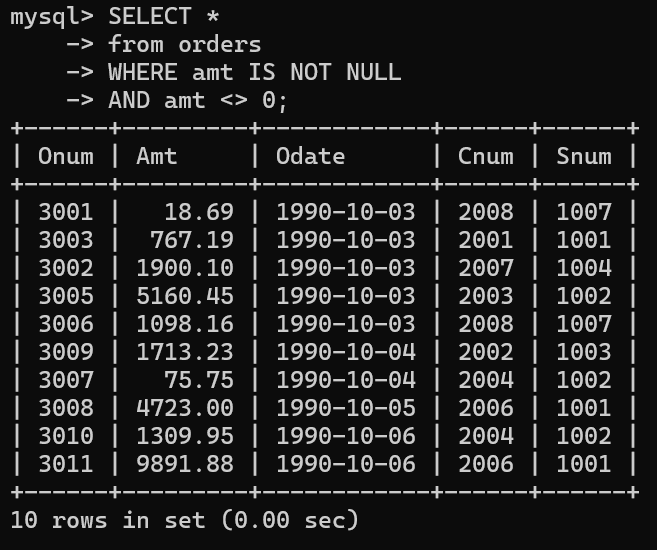 mysql> SELECT *
    -> from orders
    -> WHERE amt IS NOT NULL
    -> AND amt <> 0;
+------+----------+-------------+------+------+
| Onum | Amt      | Odate       | Cnum | Snum |
+------+----------+-------------+------+------+
| 3001 |    18.69 | 1990-10-03 | 2008 | 1007 |
| 3003 |   767.19 | 1990-10-03 | 2001 | 1001 |
| 3002 |  1900.10 | 1990-10-03 | 2007 | 1004 |
| 3005 |  5160.45 | 1990-10-03 | 2003 | 1002 |
| 3006 |  1098.16 | 1990-10-03 | 2008 | 1007 |
| 3009 |  1713.23 | 1990-10-04 | 2002 | 1003 |
| 3007 |    75.75 | 1990-10-04 | 2004 | 1002 |
| 3008 |  4723.00 | 1990-10-05 | 2006 | 1001 |
| 3010 |  1309.95 | 1990-10-06 | 2004 | 1002 |
| 3011 |  9891.88 | 1990-10-06 | 2006 | 1001 |
+------+----------+-------------+------+------+
10 rows in set (0.00 sec)